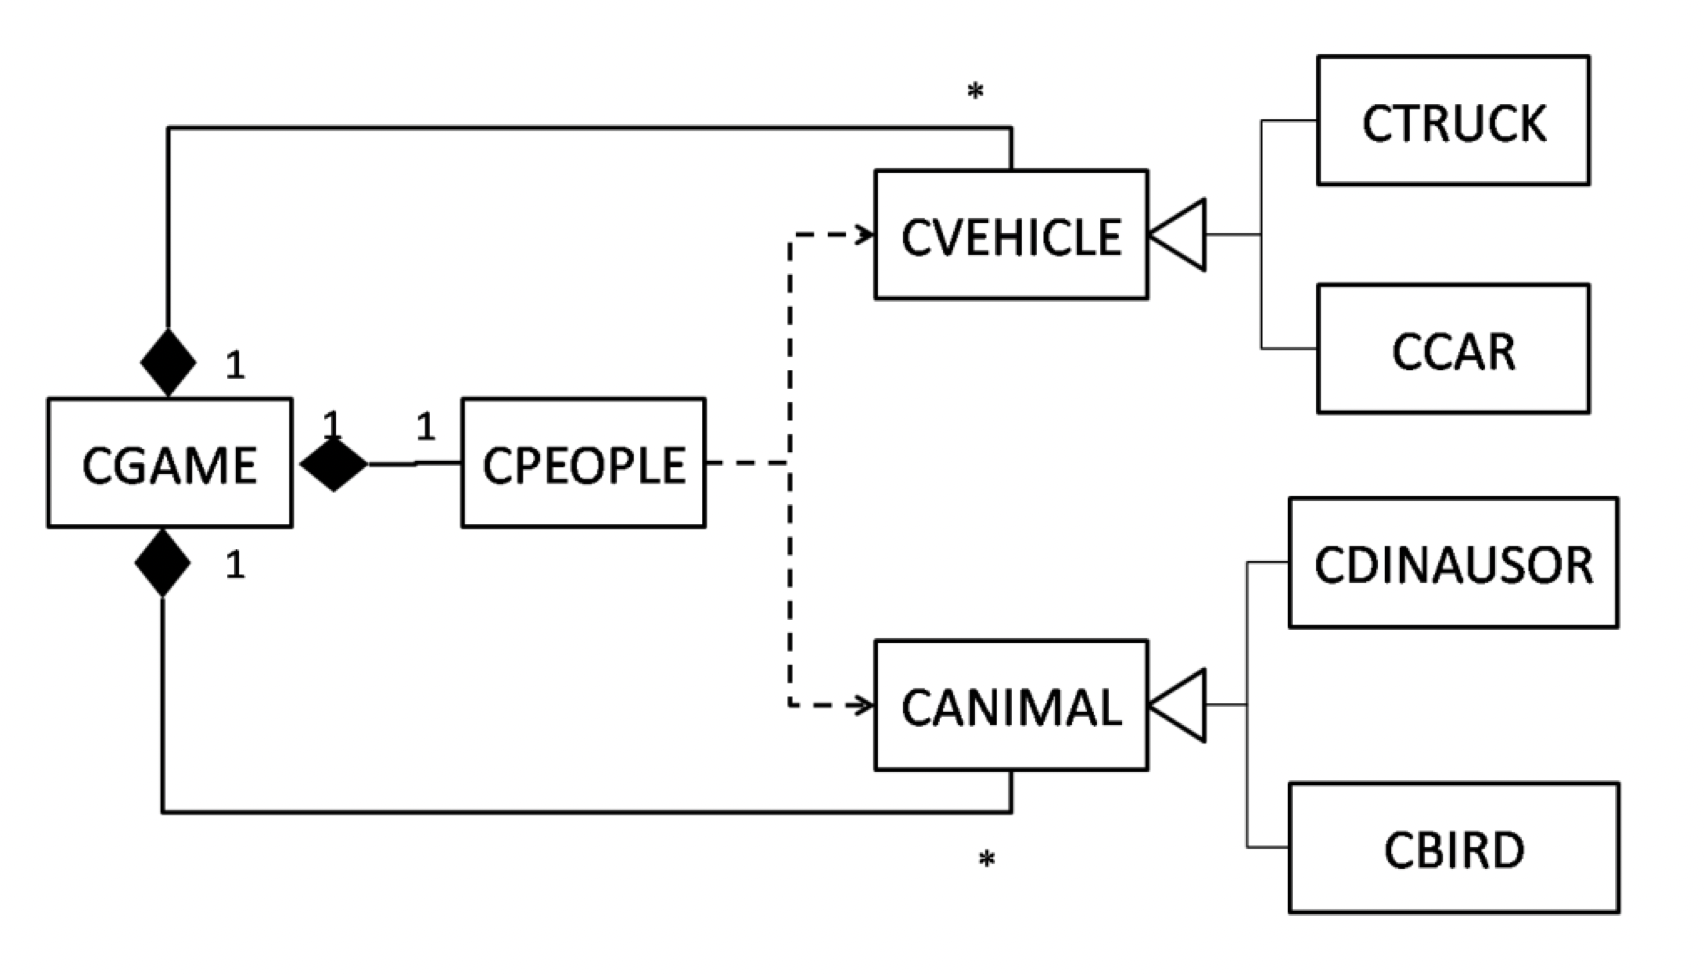 *
CTRUCK
CVEHICLE
CCAR
1
1
1
CGAME
CPEOPLE
CDINAUSOR
1
CANIMAL
CBIRD
*